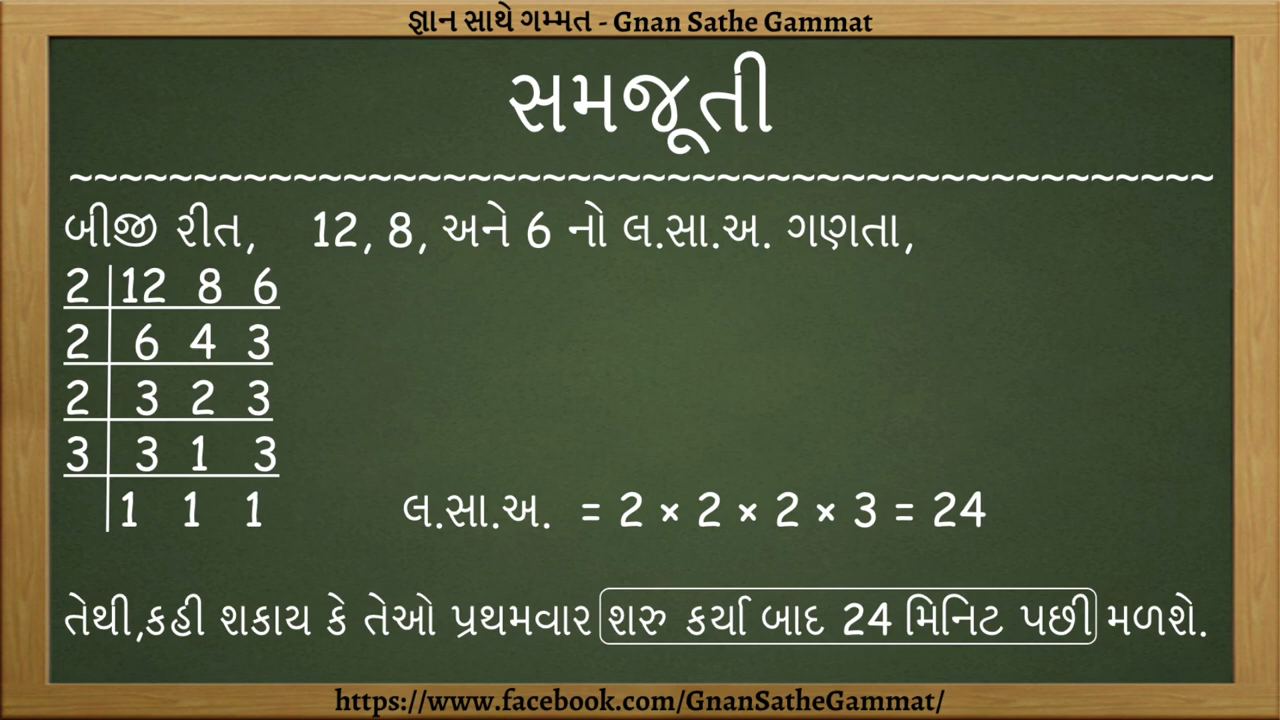 જ્ઞાન સાથે ગમ્મત - Gnan Sathe Gammat
સમજૂતી
~~~~~~~~~~~~~~~~~~~~~~~~~~~~~~~~~~~~~~~~~~~~~
બીજી રીત, 12, 8, અને 6 નો લ.સા.અ. ગણતા,
2 12 8 6
2 6 4 3
2 3 2 3
3 3 1 3
1 1 1 લ.સા.અ. = 2 × 2 × 2 × 3 = 24
તેથી,કહી શકાય કે તેઓ પ્રથમવાર શરુ કર્યા બાદ 24 મિનિટ પછી મળશે.
https://www.facebook.com/GnanSatheGammat/